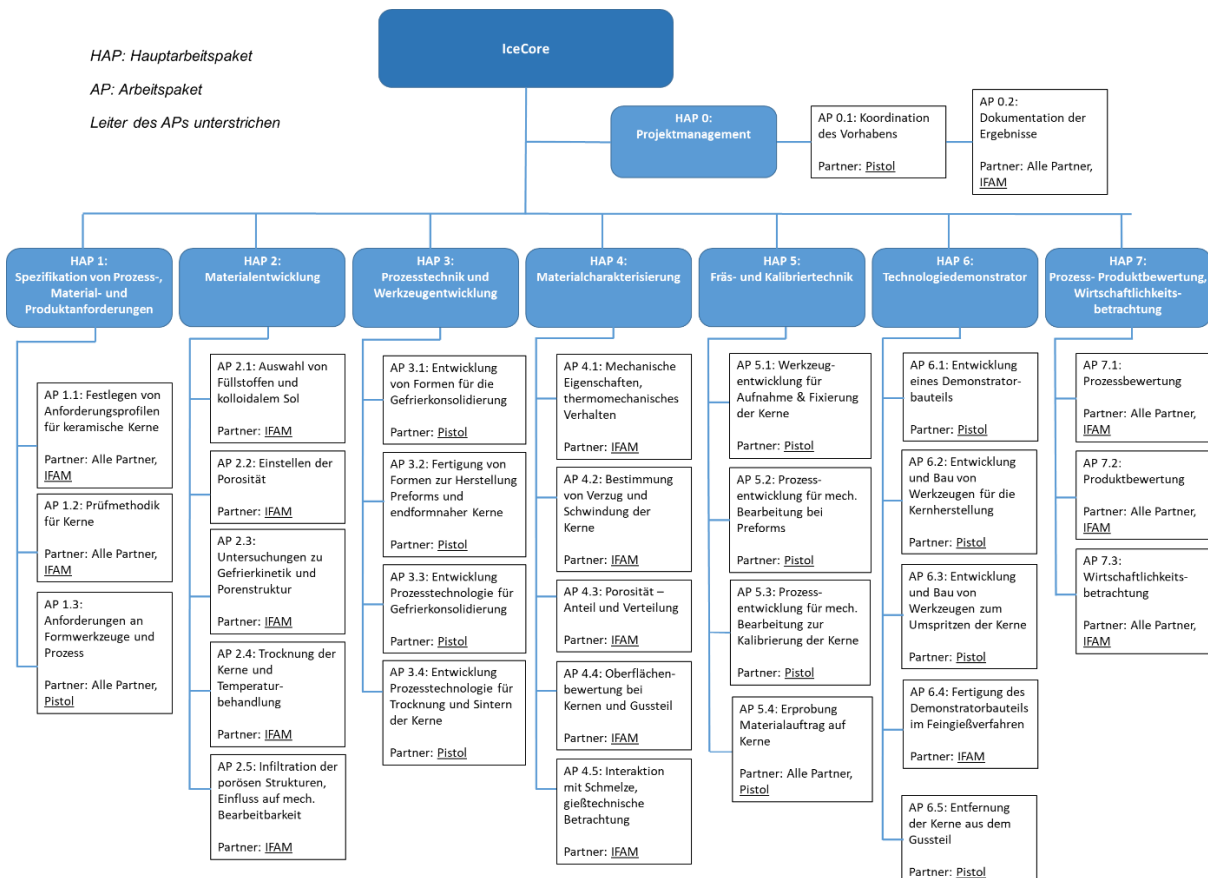 HAP: Hauptarbeitspaket
AP: Arbeitspaket
Leiter des APs unterstrichen
IceCore
HAP 0:
Projektmanagement
AP 0.1: Koordination
des Vorhabens
Partner: Pistol
AP 0.2:
Dokumentation der
Ergebnisse
Partner: Alle Partner,
IFAM
HAP 1:
Spezifikation von Prozess-,
Material- und
Produktanforderungen
AP 1.1: Festlegen von
Anforderungsprofilen
für keramische Kerne
Partner: Alle Partner,
IFAM
AP 1.2: Prüfmethodik
für Kerne
Partner: Alle Partner,
IFAM
AP 1.3:
Anforderungen an
Formwerkzeuge und
Prozess
Partner: Alle Partner,
Pistol
HAP 2:
Materialentwicklung
AP 2.1: Auswahl von
Füllstoffen und
kolloidalem Sol
Partner: IFAM
AP 2.2: Einstellen der
Porosität
Partner: IFAM
AP 2.3:
Untersuchungen zu
Gefrierkinetik und
Porenstruktur
Partner: IFAM
AP 2.4: Trocknung der
Kerne und
Temperatur-
behandlung
Partner: IFAM
AP 2.5: Infiltration der
porösen Strukturen,
Einfluss auf mech.
Bearbeitbarkeit
Partner: IFAM
HAP 3:
Prozesstechnik und
Werkzeugentwicklung
AP 3.1: Entwicklung
von Formen für die
Gefrierkonsolidierung
Partner: Pistol
AP 3.2: Fertigung von
Formen zur Herstellung
Preforms und
endformnaher Kerne
Partner: Pistol
AP 3.3: Entwicklung
Prozesstechnologie für
Gefrierkonsolidierung
Partner: Pistol
AP 3.4: Entwicklung
Prozesstechnologie für
Trocknung und Sintern
der Kerne
Partner: Pistol
HAP 4:
Materialcharakterisierung
AP 4.1: Mechanische
Eigenschaften,
thermomechanisches
Verhalten
Partner: IFAM
AP 4.2: Bestimmung
von Verzug und
Schwindung der
Kerne
Partner: IFAM
AP 4.3: Porosität –
Anteil und Verteilung
Partner: IFAM
AP 4.4: Oberflächen-
bewertung bei
Kernen und Gussteil
Partner: IFAM
AP 4.5: Interaktion
mit Schmelze,
gießtechnische
Betrachtung
Partner: IFAM
HAP 5:
Fräs- und Kalibriertechnik
AP 5.1: Werkzeug-
entwicklung für
Aufnahme & Fixierung
der Kerne
Partner: Pistol
AP 5.2: Prozess-
entwicklung für mech.
Bearbeitung bei
Preforms
Partner: Pistol
AP 5.3: Prozess-
entwicklung für mech.
Bearbeitung zur
Kalibrierung der Kerne
Partner: Pistol
AP 5.4: Erprobung
Materialauftrag auf
Kerne
Partner: Alle Partner,
Pistol
HAP 6:
Technologiedemonstrator
AP 6.1: Entwicklung
eines Demonstrator-
bauteils
Partner: Pistol
AP 6.2: Entwicklung
und Bau von
Werkzeugen für die
Kernherstellung
Partner: Pistol
AP 6.3: Entwicklung
und Bau von
Werkzeugen zum
Umspritzen der Kerne
Partner: Pistol
AP 6.4: Fertigung des
Demonstratorbauteils
im Feingießverfahren
Partner: IFAM
AP 6.5: Entfernung
der Kerne aus dem
Gussteil
Partner: Pistol
HAP 7:
Prozess- Produktbewertung,
Wirtschaftlichkeits-
betrachtung
AP 7.1:
Prozessbewertung
Partner: Alle Partner,
IFAM
AP 7.2:
Produktbewertung
Partner: Alle Partner,
IFAM
AP 7.3:
Wirtschaftlichkeits-
betrachtung
Partner: Alle Partner,
IFAM